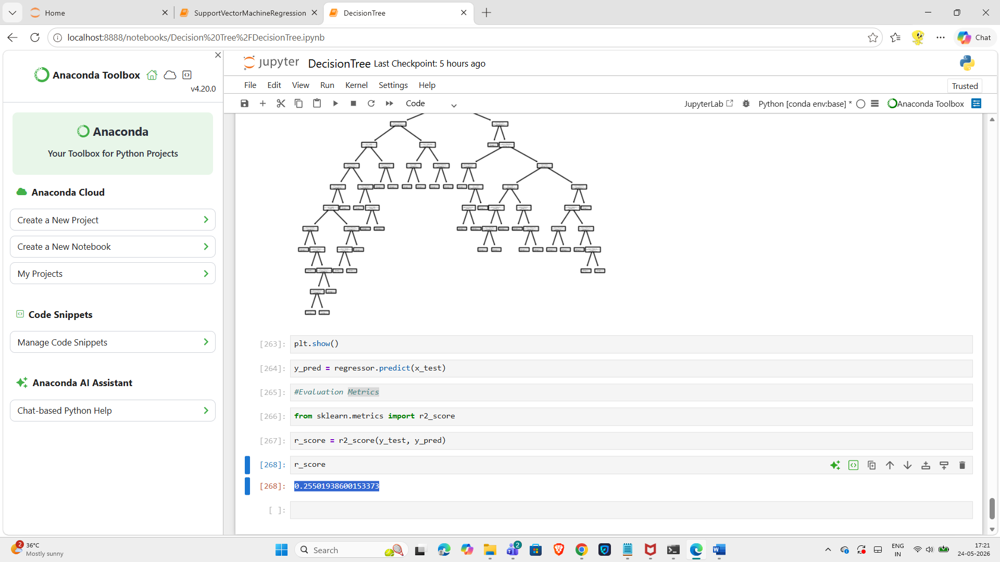 Home
SupportVectorMachineRegression
DecisionTree
localhost:8888/notebooks/Decision%20Tree%2FDecisionTree.ipynb
Chat
Anaconda Toolbox
v4.20.0
Anaconda
Your Toolbox for Python Projects
Anaconda Cloud
Create a New Project
Create a New Notebook
My Projects
Code Snippets
Manage Code Snippets
Anaconda AI Assistant
Chat-based Python Help
jupyter DecisionTree Last Checkpoint: 5 hours ago
File Edit View Run Kernel Settings Help
Trusted
Code
JupyterLab
Python [conda env:base] *
Anaconda Toolbox
[263]: plt.show()
[264]: y_pred = regressor.predict(x_test)
[265]: #Evaluation Metrics
[266]: from sklearn.metrics import r2_score
[267]: r_score = r2_score(y_test, y_pred)
[268]: r_score
[268]: 0.25501938600153373
[ ]:
2
36°C
Mostly sunny
Search
2
ENG
IN
17:21
24-05-2026